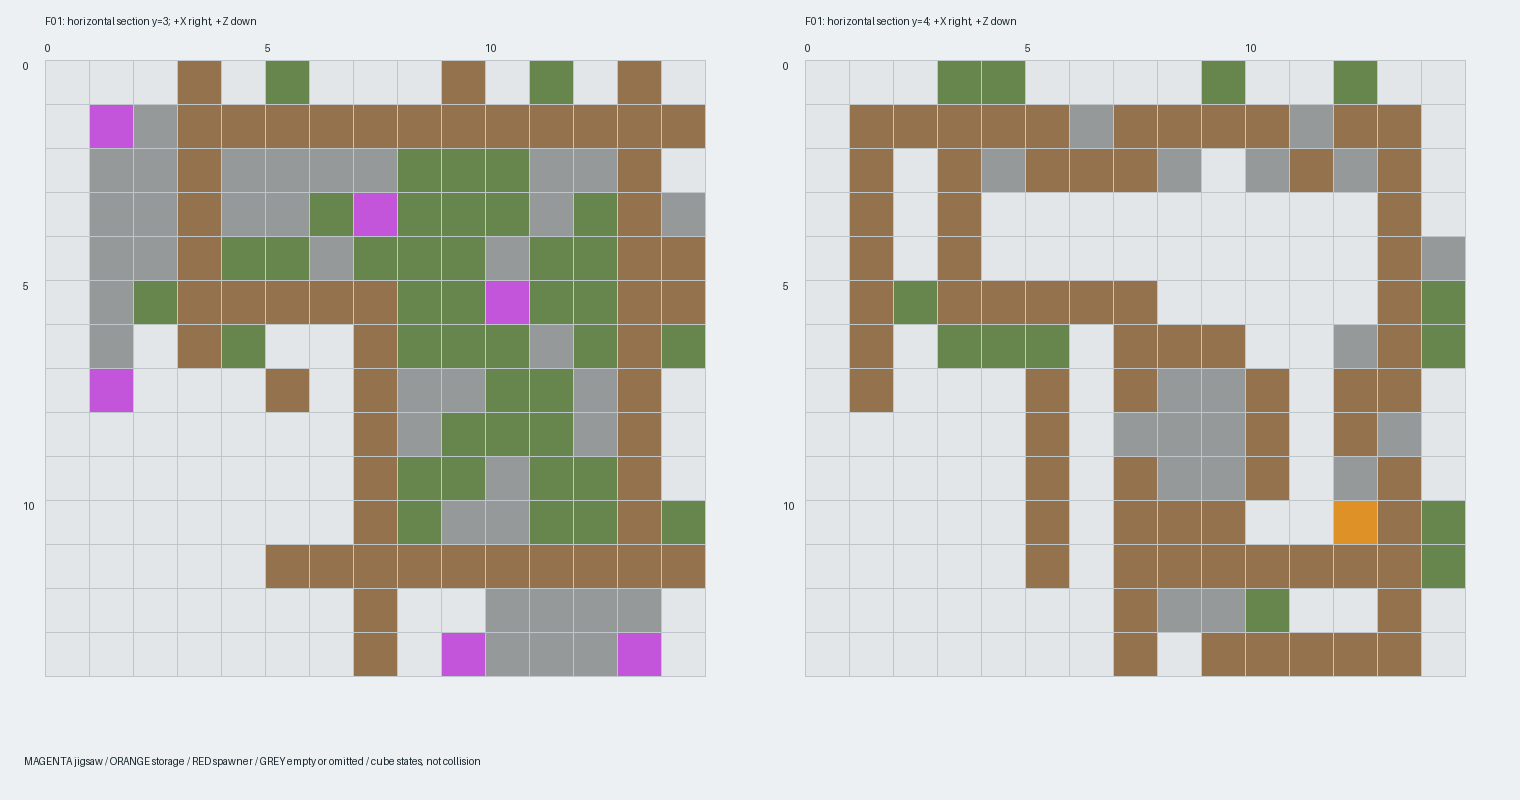 F01: horizontal section y=3; +X right, +Z down
F01: horizontal section y=4; +X right, +Z down
0 5 10
0 5 10
0
0
5
5
10
10
MAGENTA jigsaw / ORANGE storage / RED spawner / GREY empty or omitted / cube states, not collision